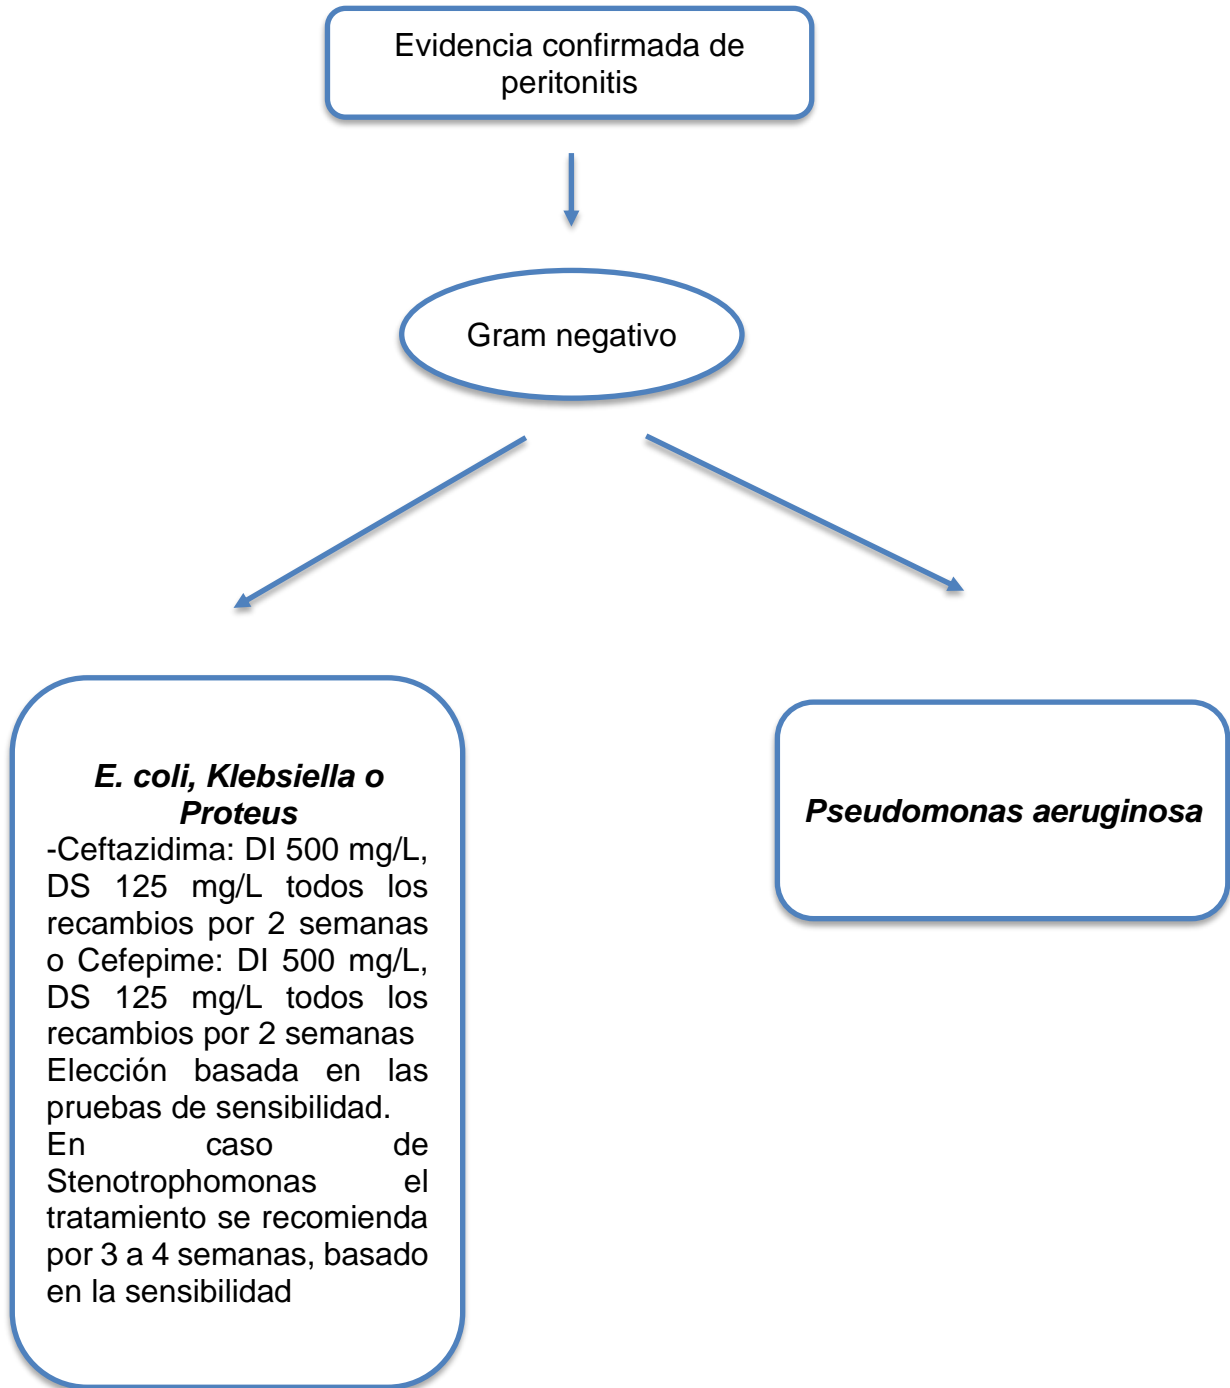 Evidencia confirmada de
peritonitis
Gram negativo
E. coli, Klebsiella o
Proteus
-Ceftazidima: DI 500 mg/L,
DS 125 mg/L todos los
recambios por 2 semanas
o Cefepime: DI 500 mg/L,
DS 125 mg/L todos los
recambios por 2 semanas
Elección basada en las
pruebas de sensibilidad.
En caso de
Stenotrophomonas el
tratamiento se recomienda
por 3 a 4 semanas, basado
en la sensibilidad
Pseudomonas aeruginosa